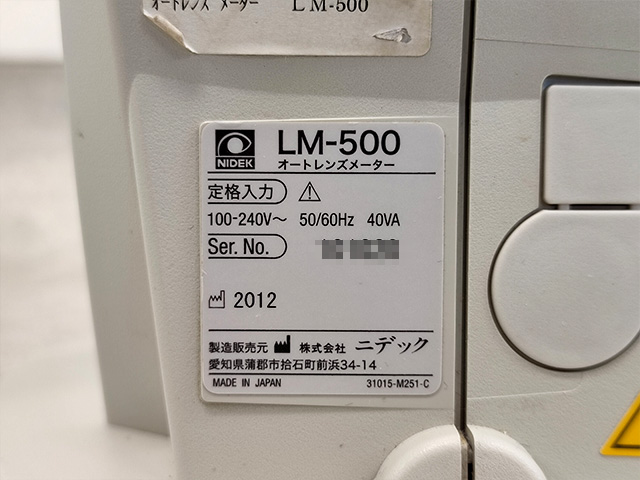 オートレンズ メーター LM-500
NIDEK LM-500
オートレンズメーター
定格入力
100-240V～ 50/60Hz 40VA
Ser. No.
2012
製造販売元 株式会社 ニデック
愛知県蒲郡市拾石町前浜34-14
MADE IN JAPAN 31015-M251-C